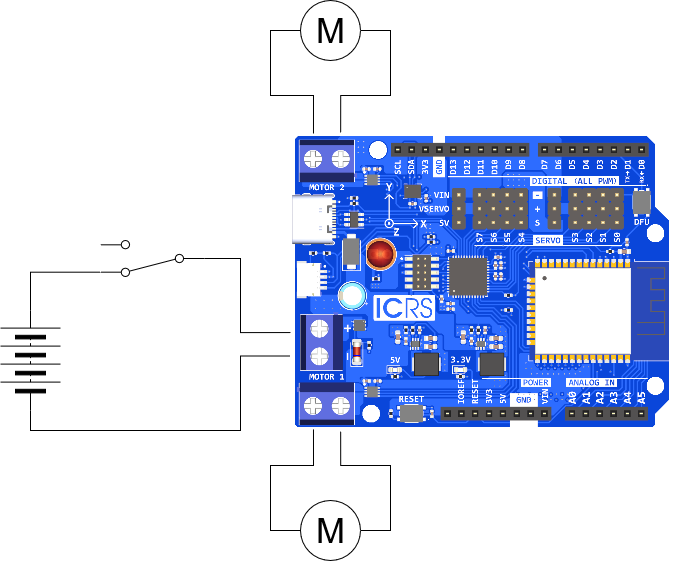 M
SCL
SDA
3V3
GND
D13
D12
D11
D10
D9
D8
D7
D6
D5
D4
D3
D2
TX→D1
RX←D0
MOTOR 2
DIGITAL (ALL PWM)
Y
X
Z
VIN
VSERVO
5V
-
+
S
DFU
S7
S6
S5
S4
SERVO
S3
S2
S1
S0
ICRS
+
-
5V
3.3V
MOTOR 1
RESET
IOREF
RESET
3V3
5V
GND
VIN
POWER
ANALOG IN
A0
A1
A2
A3
A4
A5
M